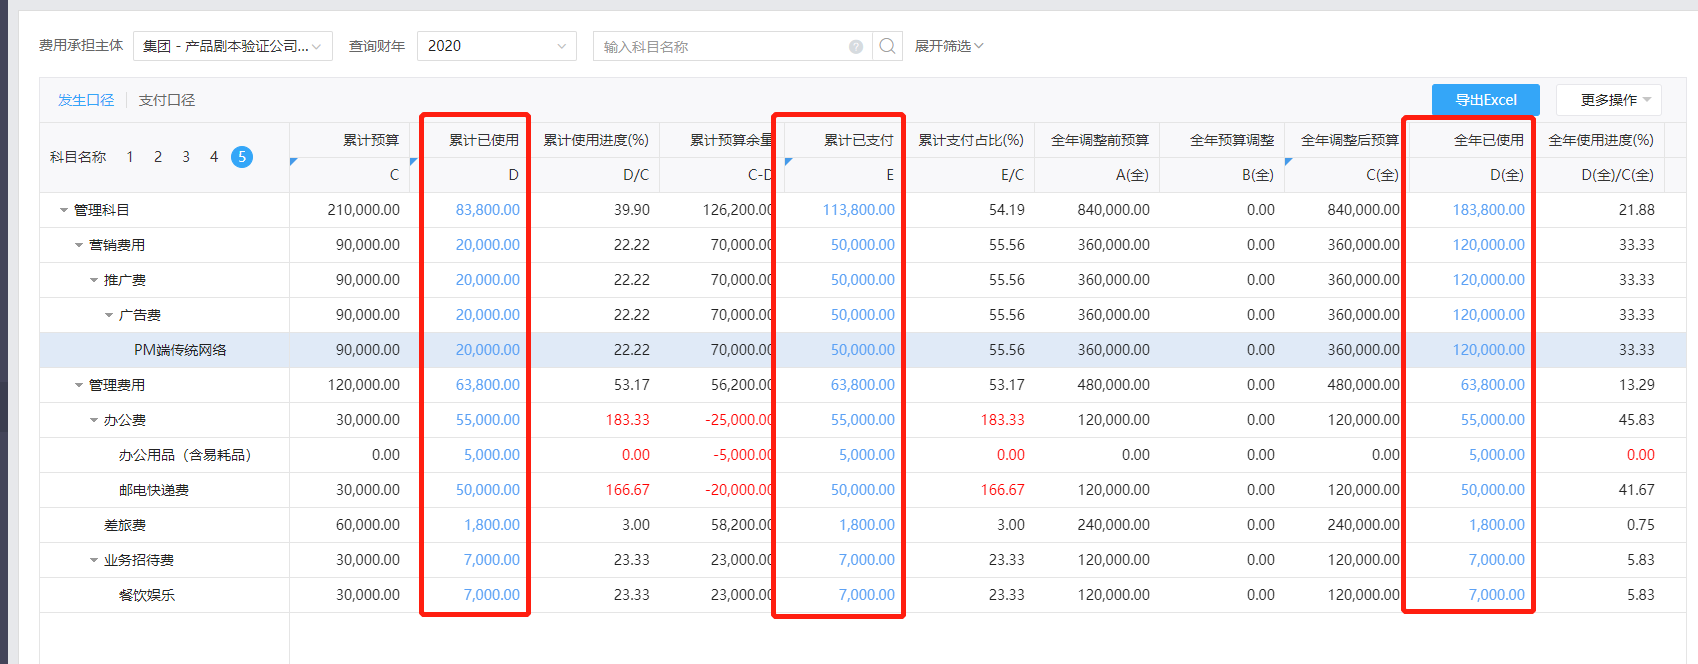 费用承担主体 集团 - 产品剧本验证公司... 查询财年 2020 输入科目名称 ? 展开筛选
发生口径 支付口径 导出Excel 更多操作
科目名称 1 2 3 4 5
累计预算 累计已使用 累计使用进度(%) 累计预算余量 累计已支付 累计支付占比(%) 全年调整前预算 全年预算调整 全年调整后预算 全年已使用 全年使用进度(%)
C D D/C C-D E E/C A(全) B(全) C(全) D(全) D(全)/C(全)
管理科目 210,000.00 83,800.00 39.90 126,200.00 113,800.00 54.19 840,000.00 0.00 840,000.00 183,800.00 21.88
营销费用 90,000.00 20,000.00 22.22 70,000.00 50,000.00 55.56 360,000.00 0.00 360,000.00 120,000.00 33.33
推广费 90,000.00 20,000.00 22.22 70,000.00 50,000.00 55.56 360,000.00 0.00 360,000.00 120,000.00 33.33
广告费 90,000.00 20,000.00 22.22 70,000.00 50,000.00 55.56 360,000.00 0.00 360,000.00 120,000.00 33.33
PM端传统网络 90,000.00 20,000.00 22.22 70,000.00 50,000.00 55.56 360,000.00 0.00 360,000.00 120,000.00 33.33
管理费用 120,000.00 63,800.00 53.17 56,200.00 63,800.00 53.17 480,000.00 0.00 480,000.00 63,800.00 13.29
办公费 30,000.00 55,000.00 183.33 -25,000.00 55,000.00 183.33 120,000.00 0.00 120,000.00 55,000.00 45.83
办公用品（含易耗品） 0.00 5,000.00 0.00 -5,000.00 5,000.00 0.00 0.00 0.00 0.00 5,000.00 0.00
邮电快递费 30,000.00 50,000.00 166.67 -20,000.00 50,000.00 166.67 120,000.00 0.00 120,000.00 50,000.00 41.67
差旅费 60,000.00 1,800.00 3.00 58,200.00 1,800.00 3.00 240,000.00 0.00 240,000.00 1,800.00 0.75
业务招待费 30,000.00 7,000.00 23.33 23,000.00 7,000.00 23.33 120,000.00 0.00 120,000.00 7,000.00 5.83
餐饮娱乐 30,000.00 7,000.00 23.33 23,000.00 7,000.00 23.33 120,000.00 0.00 120,000.00 7,000.00 5.83